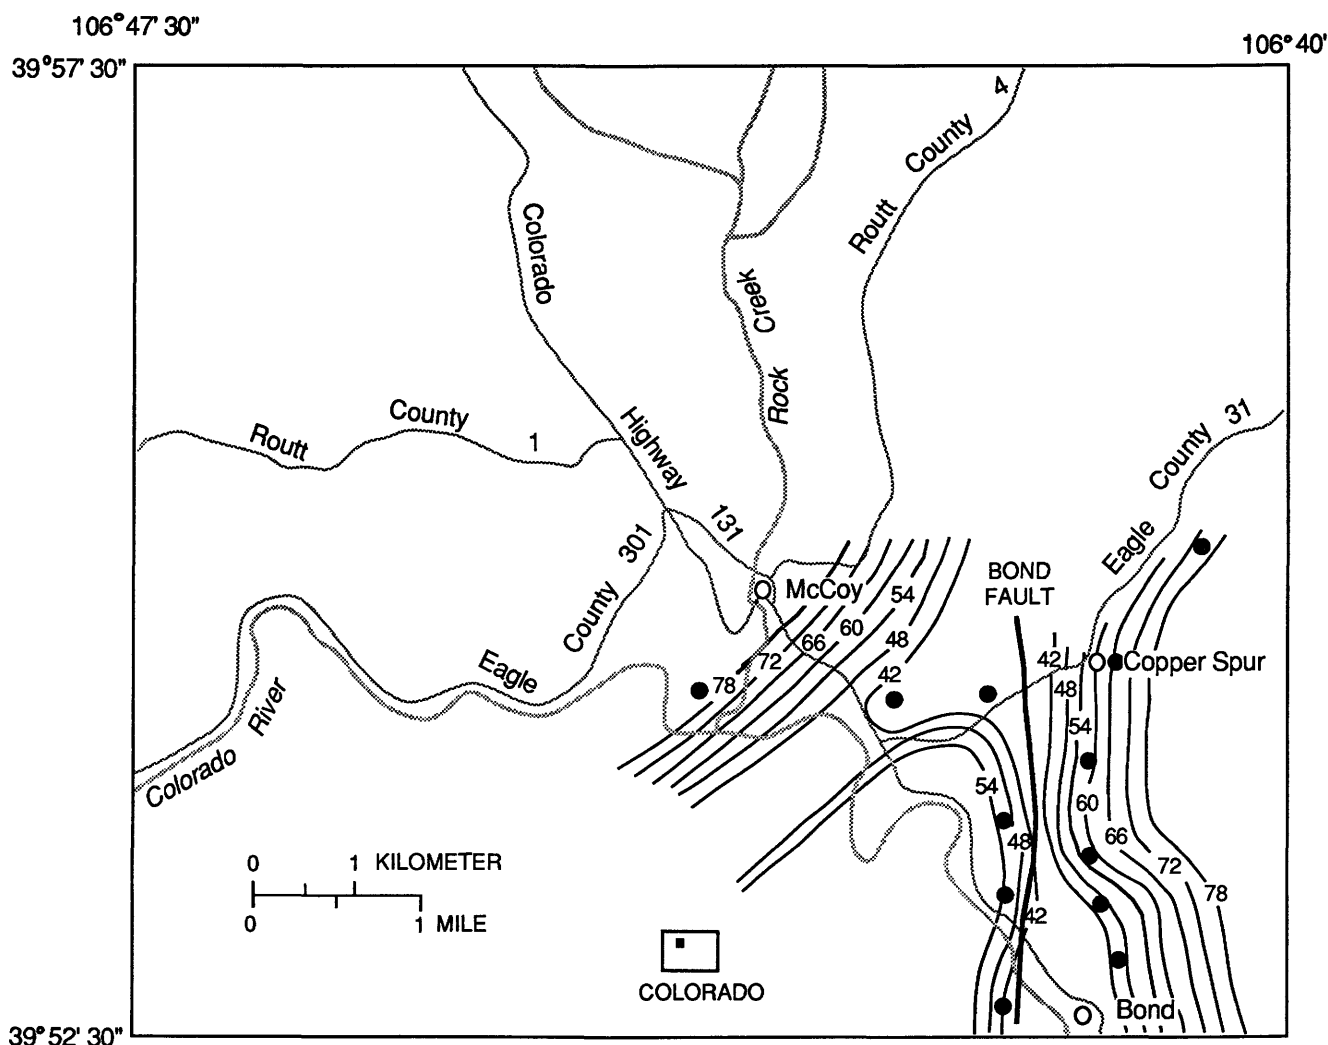 106°47'30"
106°40'
39°57'30"
4
County
Routt
Colorado
Creek
Rock
County
31
Routt
County
1
Highway
131
301
County
Eagle
McCoy
54
BOND
FAULT
60
48
66
72
42
78
42
Copper Spur
Eagle
48
River
54
Colorado
54
60
48
66
72
78
0 1 KILOMETER
0 1 MILE
42
COLORADO
Bond
39°52'30"